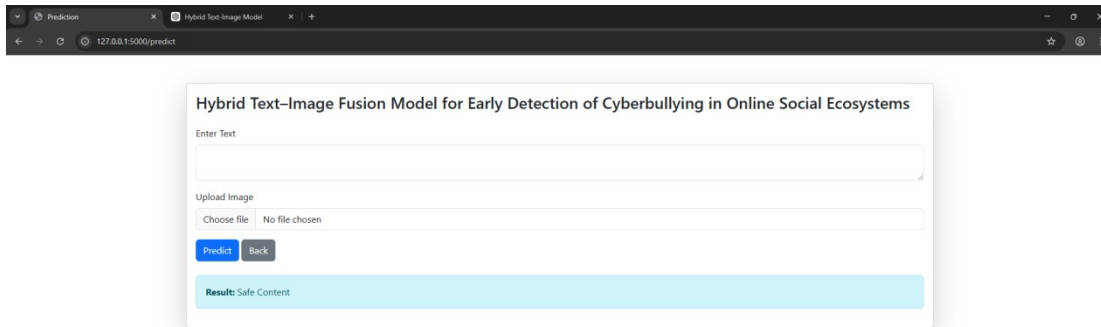 Prediction
Hybrid Text-Image Model
127.0.0.1:5000/predict
Hybrid Text–Image Fusion Model for Early Detection of Cyberbullying in Online Social Ecosystems
Enter Text
Upload Image
Choose file No file chosen
Predict Back
Result: Safe Content